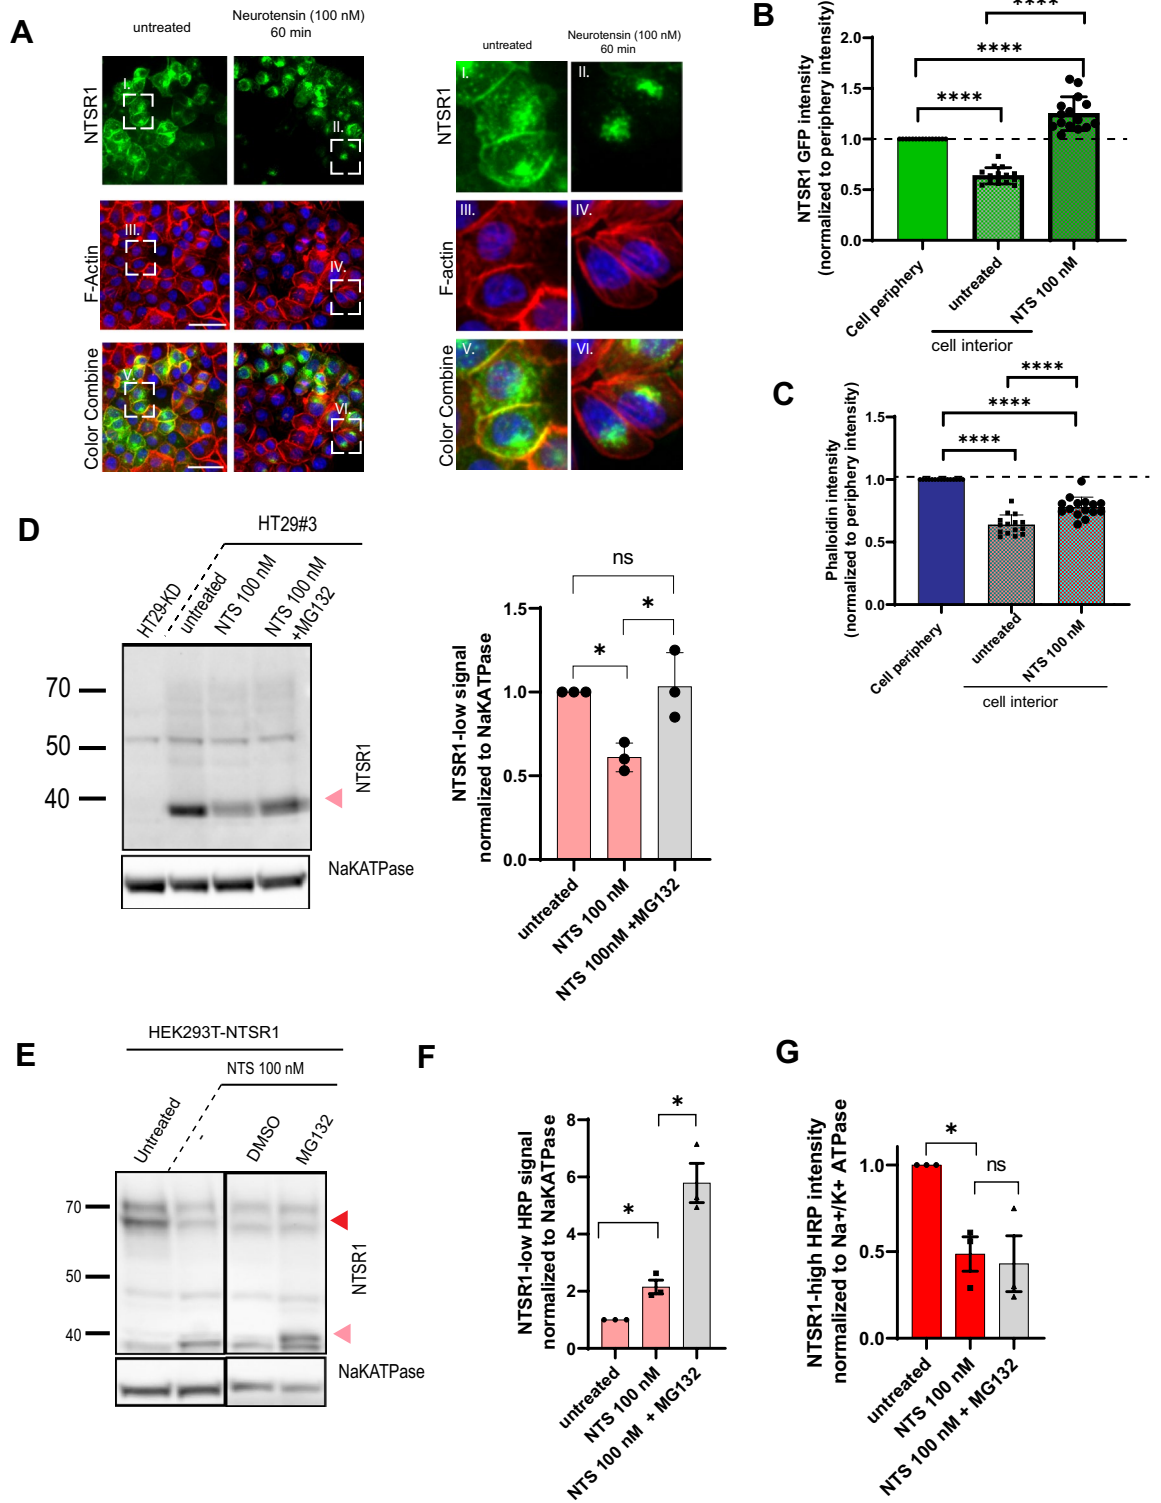 A
untreated
Neurotensin (100 nM)
60 min
NTSR1
F-Actin
Color Combine
I.
II.
III.
IV.
V.
VI.
untreated
Neurotensin (100 nM)
60 min
NTSR1
F-actin
Color Combine
I.
II.
III.
IV.
V.
VI.
B
NTSR1 GFP intensity
(normalized to periphery intensity)
2.0
1.5
1.0
0.5
0.0
****
****
****
Cell periphery
untreated
NTS 100 nM
cell interior
C
Phalloidin intensity
(normalized to periphery intensity)
1.5
1.0
0.5
0.0
****
****
****
Cell periphery
untreated
NTS 100 nM
cell interior
D
HT29#3
HT29-KD
untreated
NTS 100 nM
NTS 100 nM
+MG132
70
50
40
NTSR1
NaKATPase
NTSR1-low signal
normalized to NaKATPase
1.5
1.0
0.5
0.0
ns
*
*
untreated
NTS 100 nM
NTS 100nM +MG132
E
HEK293T-NTSR1
NTS 100 nM
Untreated
-
DMSO
MG132
70
50
40
NTSR1
NaKATPase
F
NTSR1-low HRP signal
normalized to NaKATPase
8
6
4
2
0
*
*
untreated
NTS 100 nM
NTS 100 nM + MG132
G
NTSR1-high HRP intensity
normalized to Na+/K+ ATPase
1.0
0.5
0.0
*
ns
untreated
NTS 100 nM
NTS 100 nM + MG132